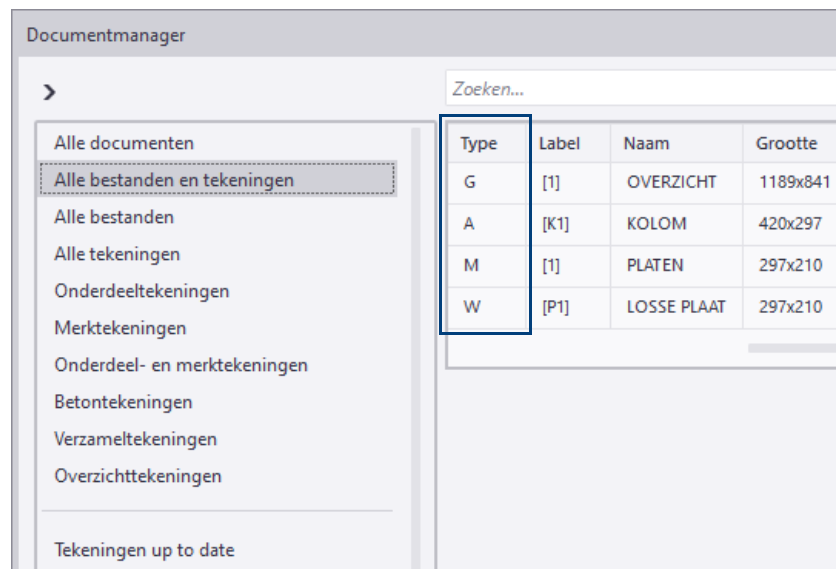 Documentmanager
Zoeken...
Alle documenten
Alle bestanden en tekeningen
Alle bestanden
Alle tekeningen
Onderdeeltekeningen
Merktekeningen
Onderdeel- en merktekeningen
Betontekeningen
Verzameltekeningen
Overzichttekeningen
Tekeningen up to date
Type Label Naam Grootte
G [1] OVERZICHT 1189x841
A [K1] KOLOM 420x297
M [1] PLATEN 297x210
W [P1] LOSSE PLAAT 297x210